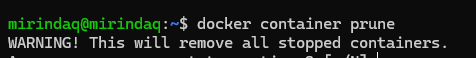 mirindaq@mirindaq:~$ docker container prune
WARNING! This will remove all stopped containers.